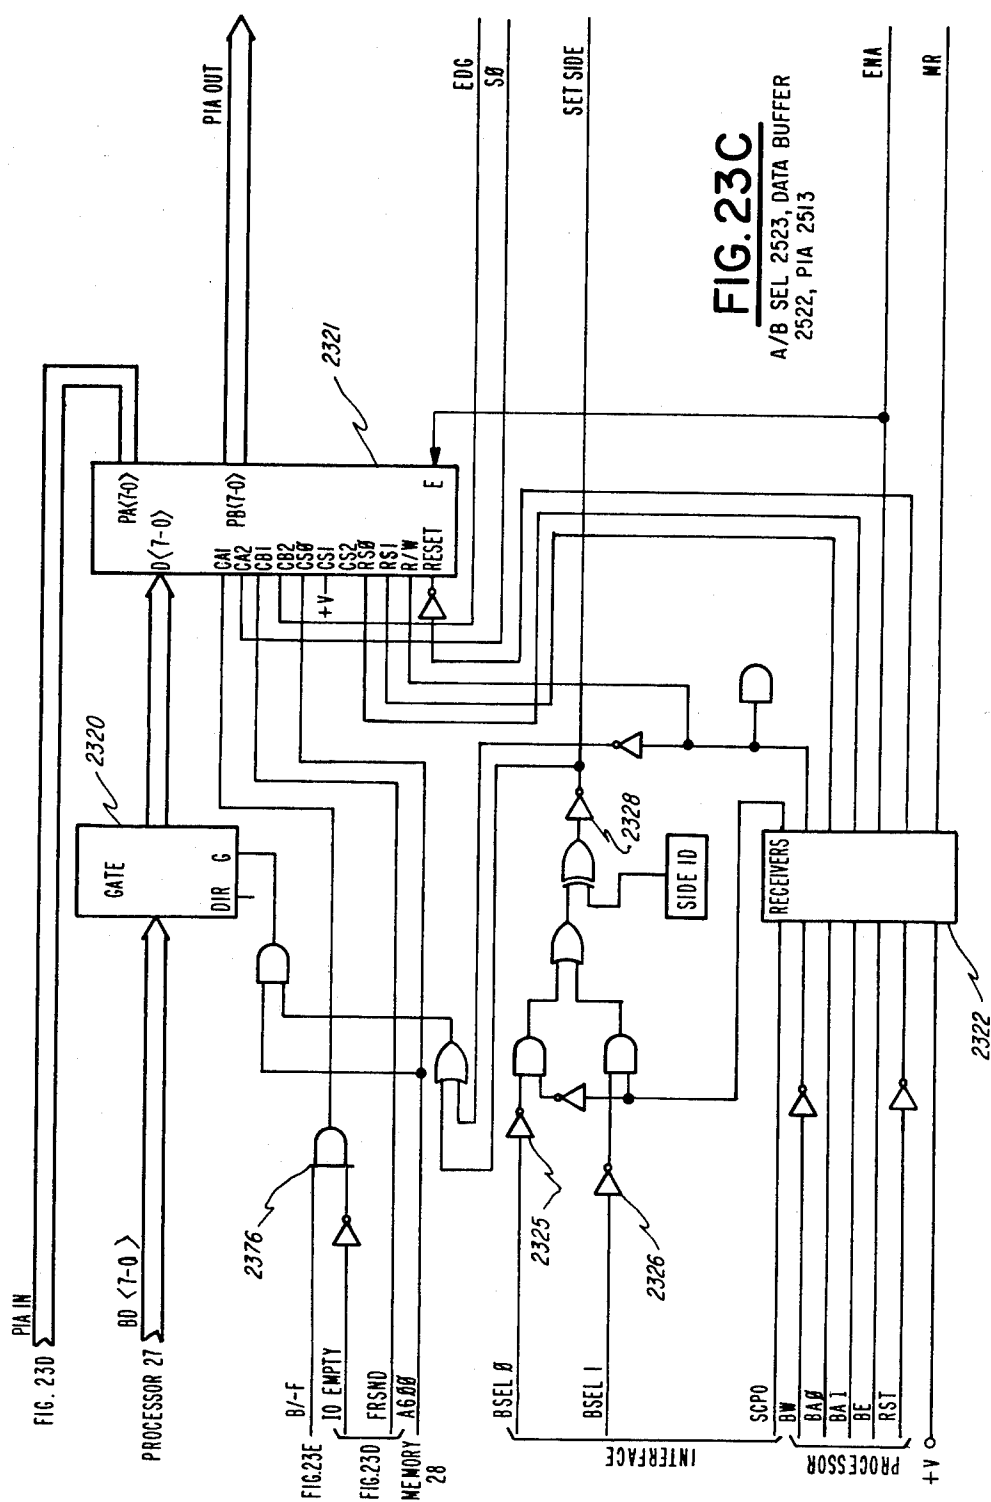 PIA IN
FIG. 23D
BD <7-0>
PROCESSOR 27
GATE
DIR
G
2320
PA<7-0>
D<7-0>
PB<7-0>
CA1
CA2
CB1
CB2
CSØ
CS1
CS2
RSØ
RS1
R/W
RESET
E
+V
2321
PIA OUT
EDG
SØ
SET SIDE
ENA
MR
B/-F
FIG.23E
IO EMPTY
FIG.23D
FRSND
A6ØØ
MEMORY
28
2376
BSEL Ø
BSEL 1
INTERFACE
2325
2326
2328
SIDE ID
SCPO
BW
BAØ
BA 1
BE
RST
PROCESSOR
+V
RECEIVERS
2322
FIG. 23C
A/B SEL 2523, DATA BUFFER
2522, PIA 2513